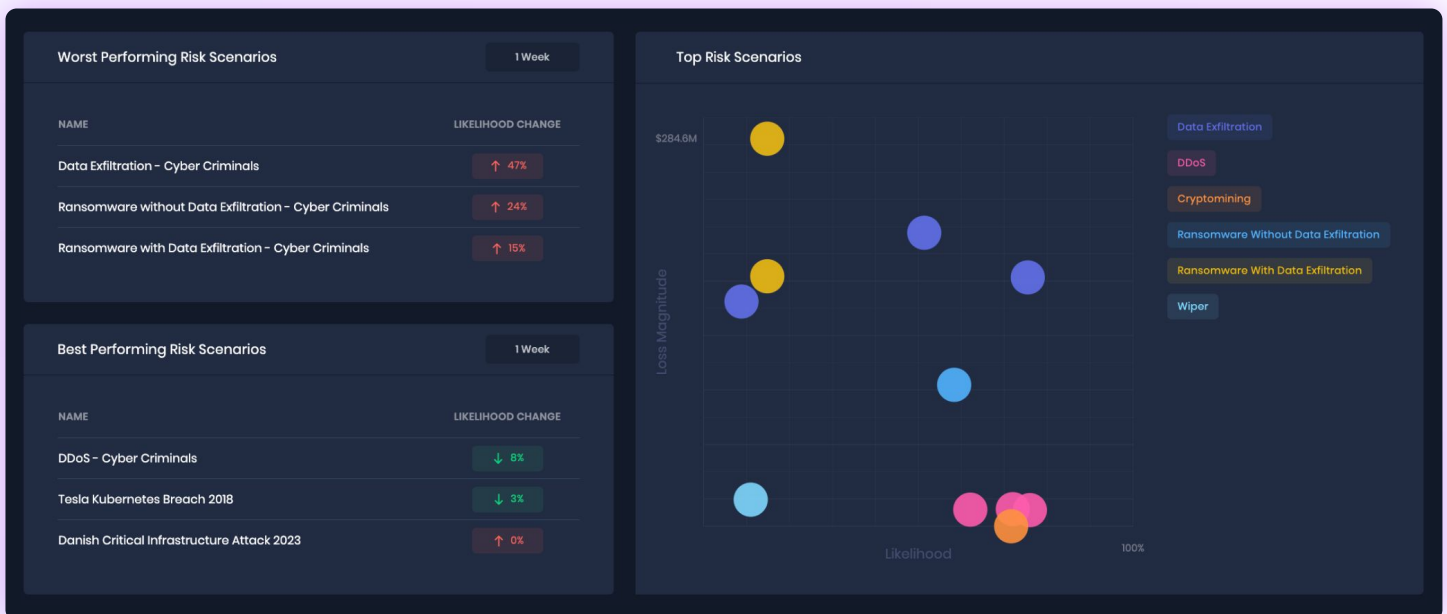 Worst Performing Risk Scenarios
1 Week
NAME
LIKELIHOOD CHANGE
Data Exfiltration - Cyber Criminals
↑ 47%
Ransomware without Data Exfiltration - Cyber Criminals
↑ 24%
Ransomware with Data Exfiltration - Cyber Criminals
↑ 15%
Best Performing Risk Scenarios
1 Week
NAME
LIKELIHOOD CHANGE
DDoS - Cyber Criminals
↓ 8%
Tesla Kubernetes Breach 2018
↓ 3%
Danish Critical Infrastructure Attack 2023
↑ 0%
Top Risk Scenarios
$284.6M
Loss Magnitude
Likelihood
100%
Data Exfiltration
DDoS
Cryptomining
Ransomware Without Data Exfiltration
Ransomware With Data Exfiltration
Wiper